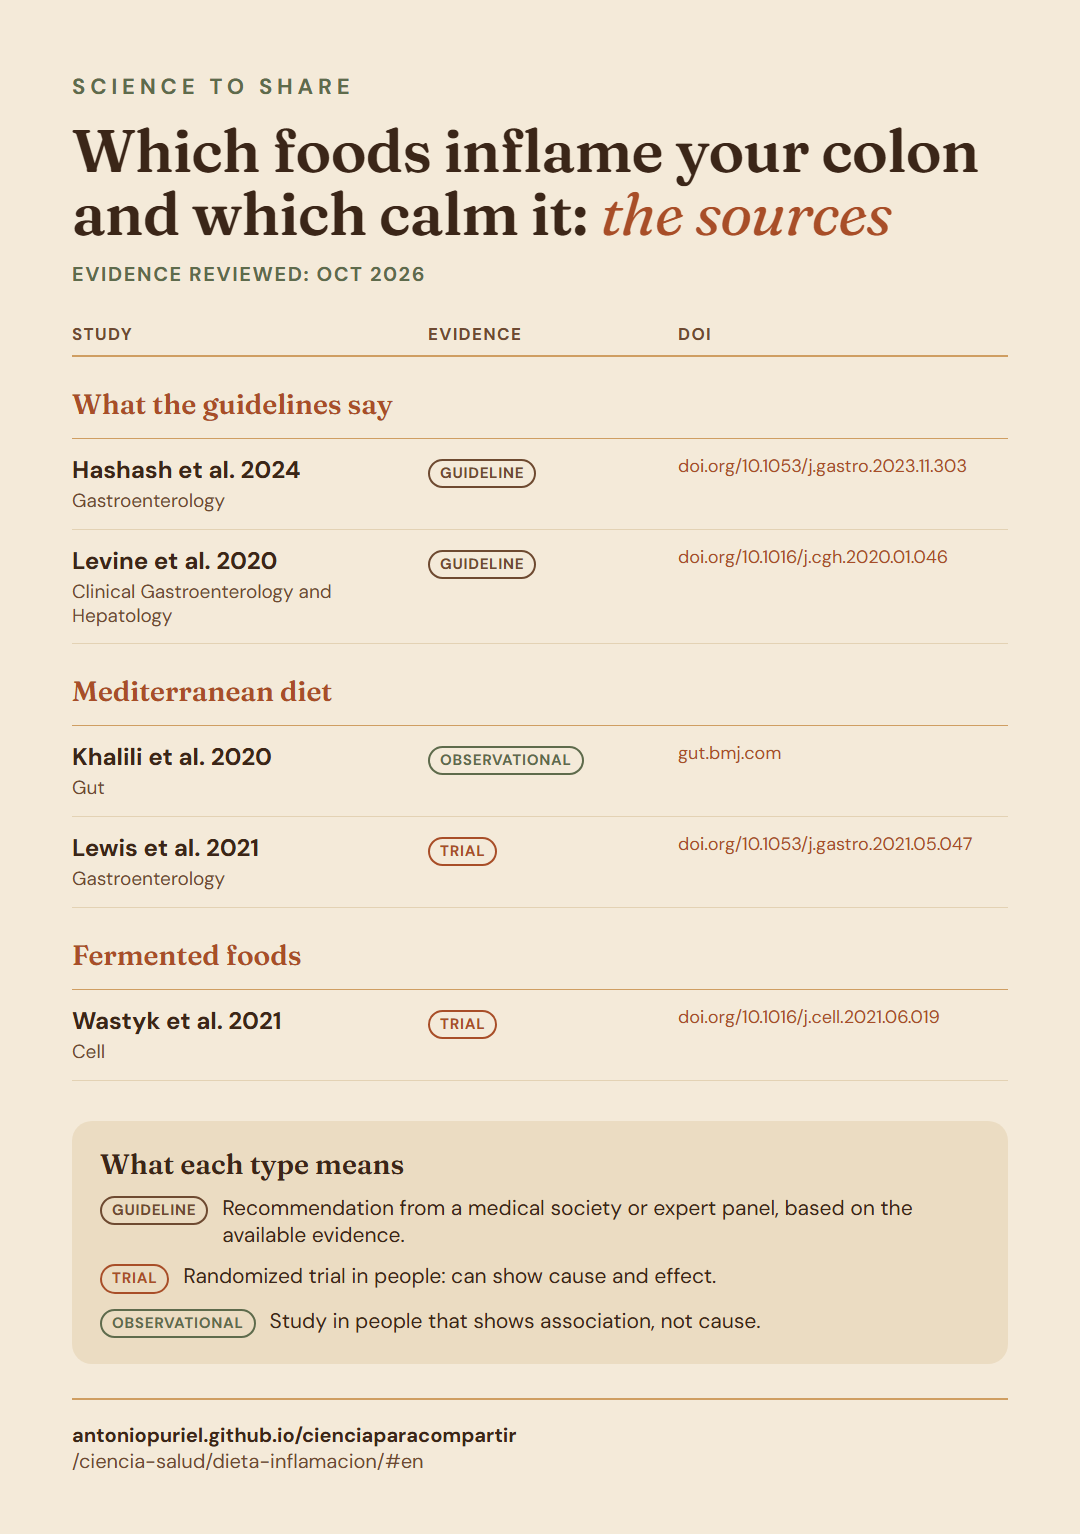 SCIENCE TO SHARE
Which foods inflame your colon
and which calm it: the sources
EVIDENCE REVIEWED: OCT 2026
STUDY EVIDENCE DOI
What the guidelines say
Hashash et al. 2024 GUIDELINE doi.org/10.1053/j.gastro.2023.11.303
Gastroenterology
Levine et al. 2020 GUIDELINE doi.org/10.1016/j.cgh.2020.01.046
Clinical Gastroenterology and
Hepatology
Mediterranean diet
Khalili et al. 2020 OBSERVATIONAL gut.bmj.com
Gut
Lewis et al. 2021 TRIAL doi.org/10.1053/j.gastro.2021.05.047
Gastroenterology
Fermented foods
Wastyk et al. 2021 TRIAL doi.org/10.1016/j.cell.2021.06.019
Cell
What each type means
GUIDELINE Recommendation from a medical society or expert panel, based on the
available evidence.
TRIAL Randomized trial in people: can show cause and effect.
OBSERVATIONAL Study in people that shows association, not cause.
antoniopuriel.github.io/cienciaparacompartir
/ciencia-salud/dieta-inflamacion/#en